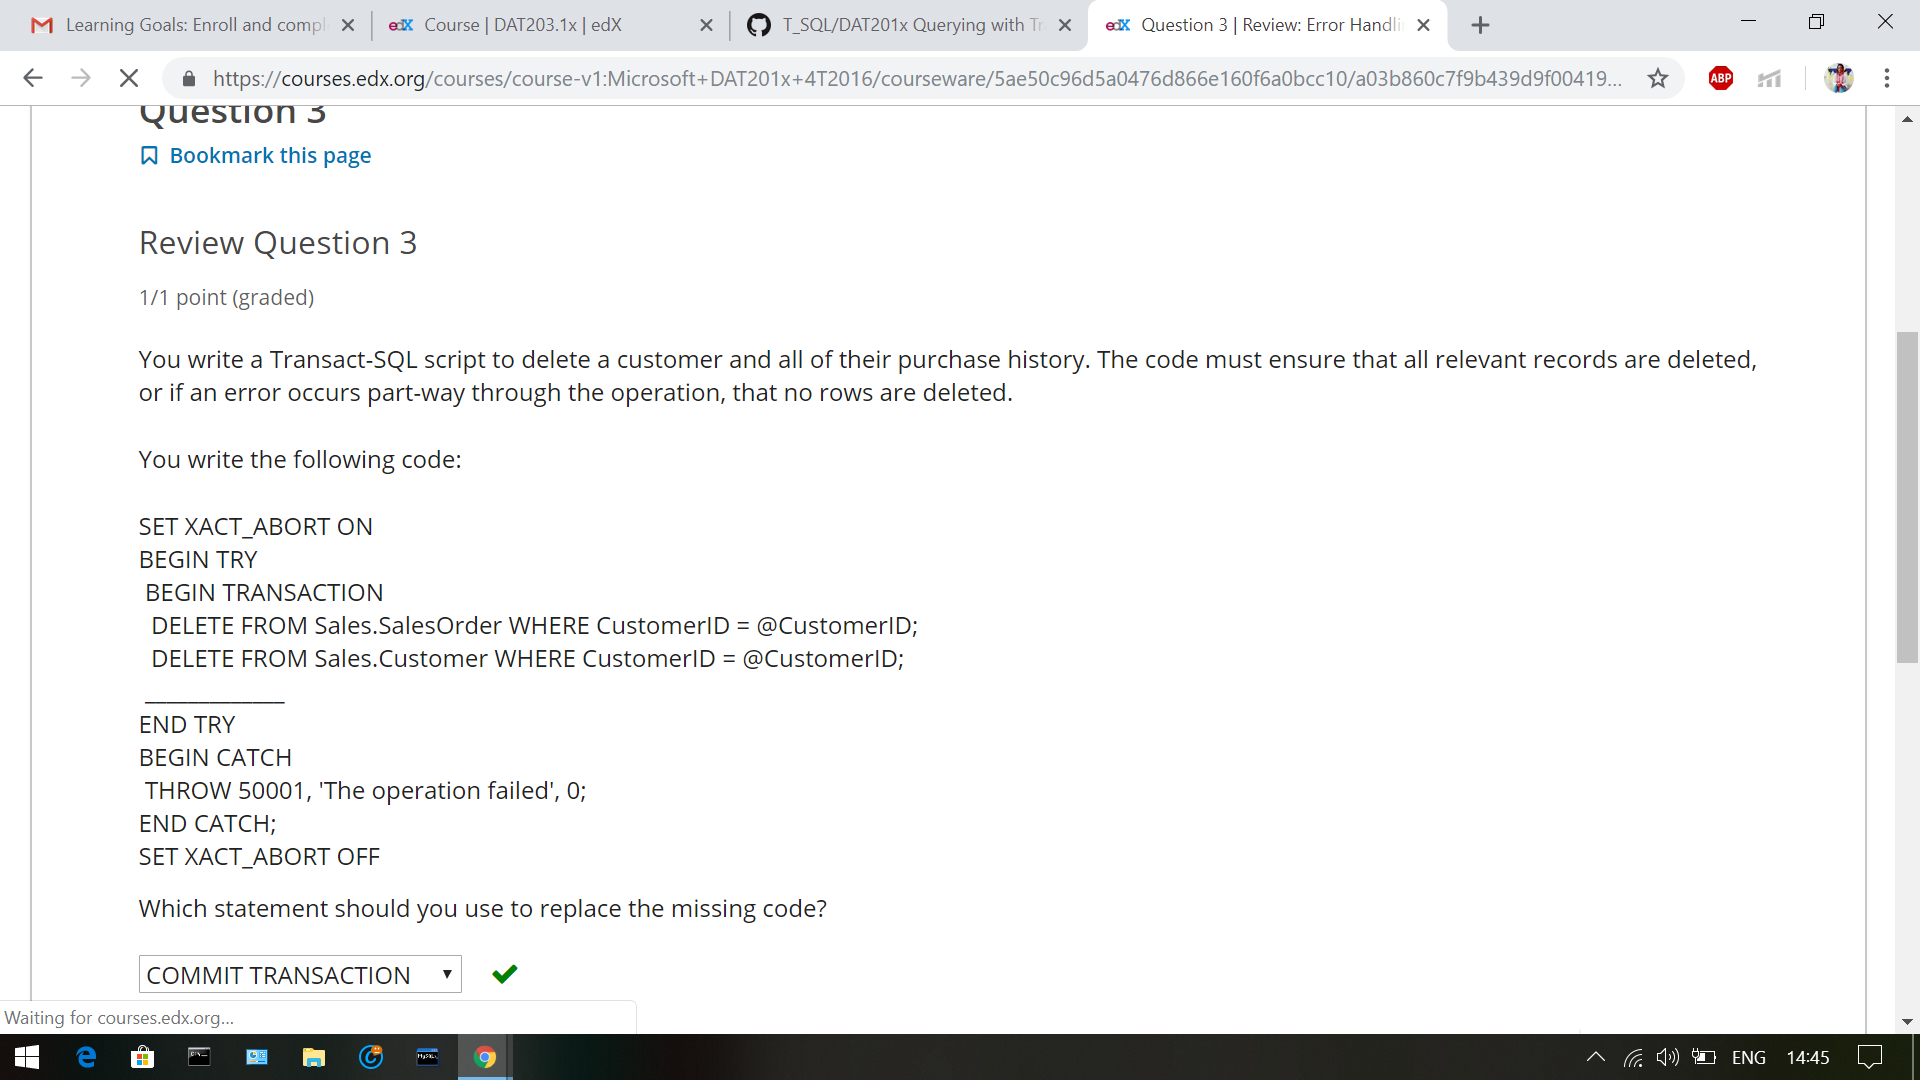 Learning Goals: Enroll and compl
edX Course | DAT203.1x | edX
T_SQL/DAT201x Querying with Tr
edX Question 3 | Review: Error Handli
https://courses.edx.org/courses/course-v1:Microsoft+DAT201x+4T2016/courseware/5ae50c96d5a0476d866e160f6a0bcc10/a03b860c7f9b439d9f00419...
ABP
Question 3
Bookmark this page
Review Question 3
1/1 point (graded)
You write a Transact-SQL script to delete a customer and all of their purchase history. The code must ensure that all relevant records are deleted,
or if an error occurs part-way through the operation, that no rows are deleted.
You write the following code:
SET XACT_ABORT ON
BEGIN TRY
BEGIN TRANSACTION
DELETE FROM Sales.SalesOrder WHERE CustomerID = @CustomerID;
DELETE FROM Sales.Customer WHERE CustomerID = @CustomerID;
_____________
END TRY
BEGIN CATCH
THROW 50001, 'The operation failed', 0;
END CATCH;
SET XACT_ABORT OFF
Which statement should you use to replace the missing code?
COMMIT TRANSACTION
Waiting for courses.edx.org...
ENG 14:45